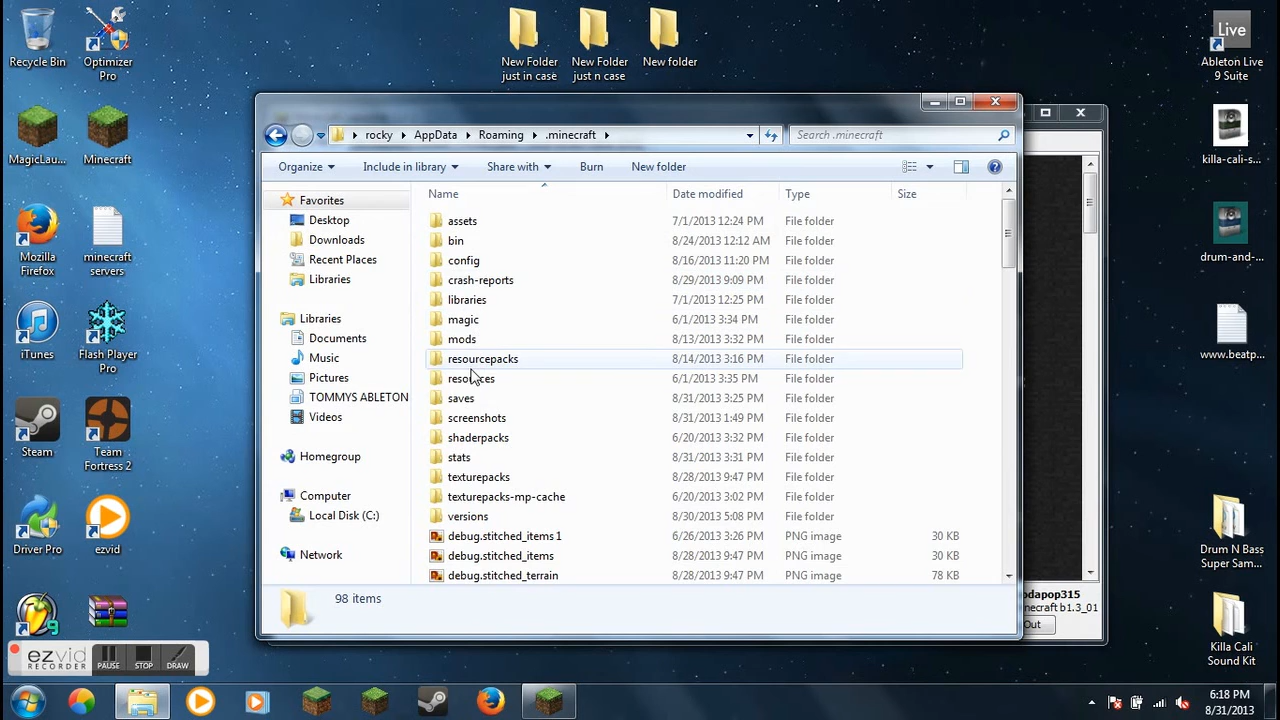 Recycle Bin
Optimizer
Pro
New Folder
just in case
New Folder
just n case
New folder
Live
Ableton Live
9 Suite
MagicLau...
Minecraft
killa-cali-s...
Mozilla
Firefox
minecraft
servers
drum-and-...
iTunes
Flash Player
Pro
www.beatp...
Steam
Team
Fortress 2
Driver Pro
ezvid
9
Drum N Bass
Super Sam...
Killa Cali
Sound Kit
rocky
AppData
Roaming
.minecraft
Search .minecraft
Organize
Include in library
Share with
Burn
New folder
Favorites
Desktop
Downloads
Recent Places
Libraries
Libraries
Documents
Music
Pictures
TOMMYS ABLETON
Videos
Homegroup
Computer
Local Disk (C:)
Network
Name Date modified Type Size
assets 7/1/2013 12:24 PM File folder
bin 8/24/2013 12:12 AM File folder
config 8/16/2013 11:20 PM File folder
crash-reports 8/29/2013 9:09 PM File folder
libraries 7/1/2013 12:25 PM File folder
magic 6/1/2013 3:34 PM File folder
mods 8/13/2013 3:32 PM File folder
resourcepacks 8/14/2013 3:16 PM File folder
resources 6/1/2013 3:35 PM File folder
saves 8/31/2013 3:25 PM File folder
screenshots 8/31/2013 1:49 PM File folder
shaderpacks 6/20/2013 3:32 PM File folder
stats 8/31/2013 3:31 PM File folder
texturepacks 8/28/2013 9:47 PM File folder
texturepacks-mp-cache 6/20/2013 3:02 PM File folder
versions 8/30/2013 5:08 PM File folder
debug.stitched_items 1 6/26/2013 3:26 PM PNG image 30 KB
debug.stitched_items 8/28/2013 9:47 PM PNG image 30 KB
debug.stitched_terrain 8/28/2013 9:47 PM PNG image 78 KB
98 items
odapop315
necraft b1.3_01
Out
ezvid
RECORDER
PAUSE
STOP
DRAW
6:18 PM
8/31/2013